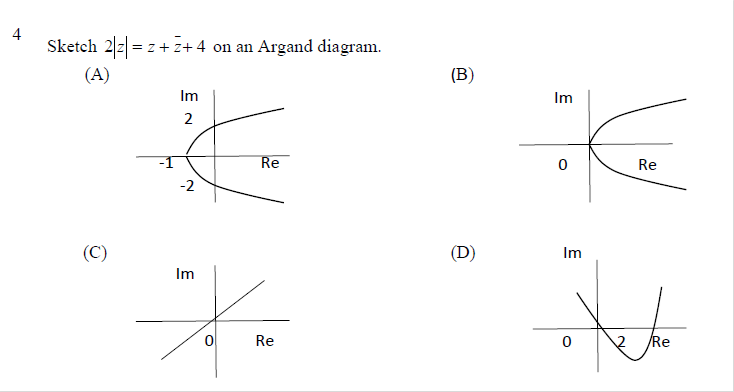 4
Sketch 2|z| = z + z̄ + 4 on an Argand diagram.
(A)
(B)
Im
2
-1
Re
-2
Im
0
Re
(C)
(D)
Im
0
Re
Im
0
2
Re